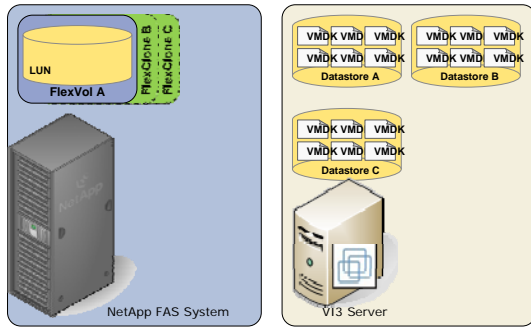 LUN
FlexVol A
FlexClone B
FlexClone C
NetApp
NetApp FAS System
VMDK VMD VMDK
VMDK VMD VMDK
Datastore A
VMDK VMD VMDK
VMDK VMD VMDK
Datastore B
VMDK VMD VMDK
VMDK VMD VMDK
Datastore C
VI3 Server